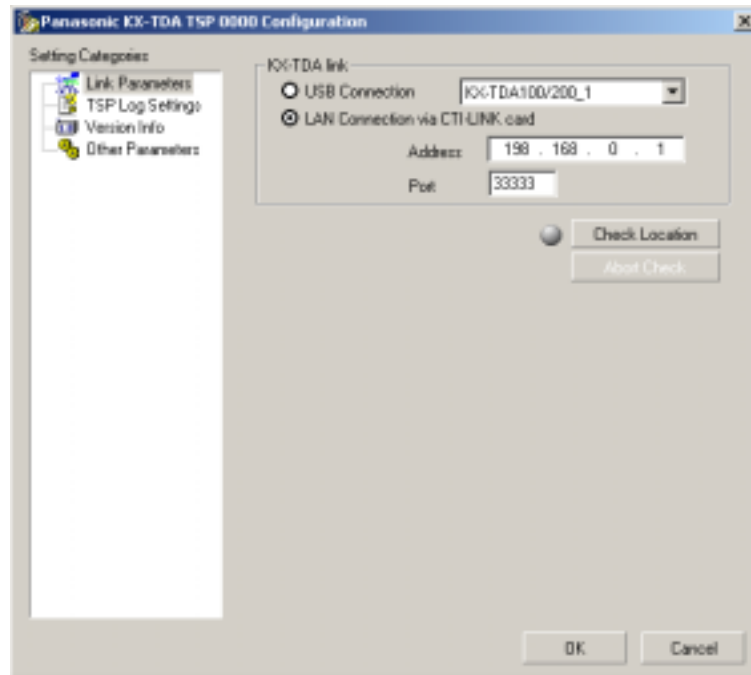 Panasonic KX-TDA TSP 0000 Configuration
Setting Categories
Link Parameters
TSP Log Settings
Version Info
Other Parameters
KX-TDA link
USB Connection KX-TDA100/200_1
LAN Connection via CTI-LINK card
Address 198 . 168 . 0 . 1
Port 33333
Check Location
Abort Check
OK Cancel